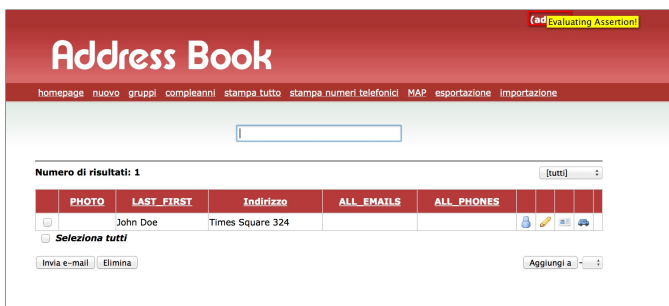 (ad Evaluating Assertion!
Address Book
homepage nuovo gruppi compleanni stampa tutto stampa numeri telefonici MAP esportazione importazione
Numero di risultati: 1
[tutti]
PHOTO LAST_FIRST Indirizzo ALL_EMAILS ALL_PHONES
John Doe Times Square 324
Seleziona tutti
Invia e-mail Elimina Aggiungi a -